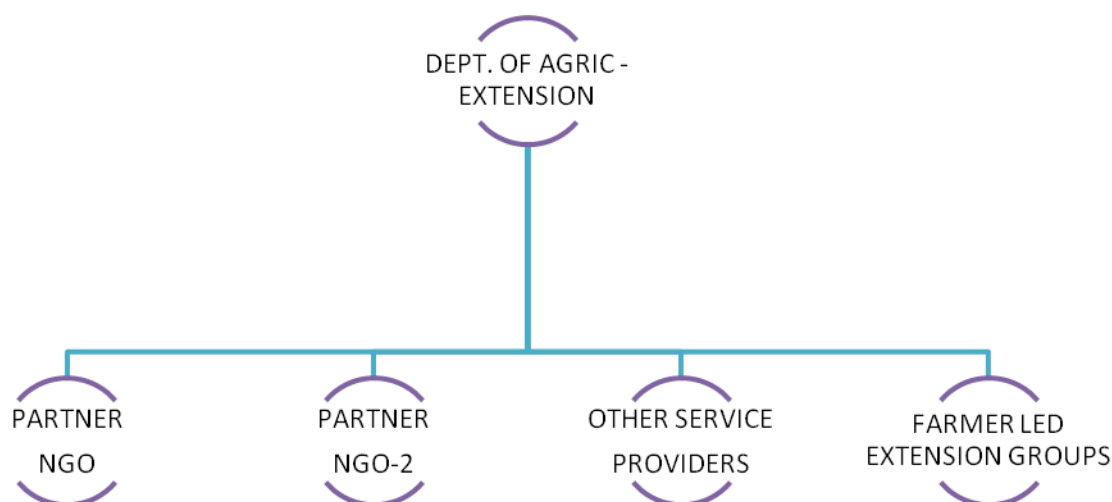 DEPT. OF AGRIC -
EXTENSION
PARTNER
NGO
PARTNER
NGO-2
OTHER SERVICE
PROVIDERS
FARMER LED
EXTENSION GROUPS